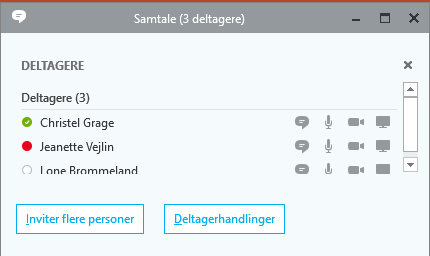 Samtale (3 deltagere)
DELTAGERE
Deltagere (3)
Christel Grage
Jeanette Vejlin
Lone Brommeland
Inviter flere personer
Deltagerhandlinger